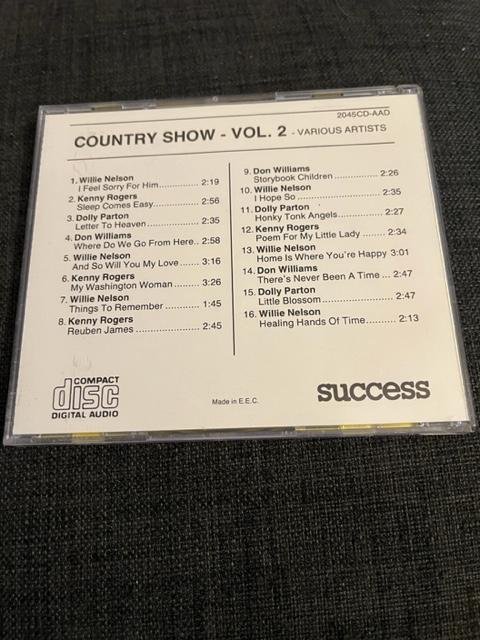 2045CD-AAD
COUNTRY SHOW - VOL. 2 - VARIOUS ARTISTS
1. Willie Nelson
I Feel Sorry For Him .............. 2:19
2. Kenny Rogers
Sleep Comes Easy ............... 2:56
3. Dolly Parton
Letter To Heaven .................. 2:35
4. Don Williams
Where Do We Go From Here.. 2:58
5. Willie Nelson
And So Will You My Love ....... 3:16
6. Kenny Rogers
My Washington Woman ........ 3:26
7. Willie Nelson
Things To Remember ............ 1:45
8. Kenny Rogers
Reuben James ..................... 2:45
9. Don Williams
Storybook Children ............... 2:26
10. Willie Nelson
I Hope So ........................... 2:35
11. Dolly Parton
Honky Tonk Angels ............... 2:27
12. Kenny Rogers
Poem For My Little Lady ........ 2:34
13. Willie Nelson
Home Is Where You're Happy 3:01
14. Don Williams
There's Never Been A Time ... 2:47
15. Dolly Parton
Little Blossom ...................... 2:47
16. Willie Nelson
Healing Hands Of Time .......... 2:13
COMPACT
disc
DIGITAL AUDIO
Made in E.E.C.
success